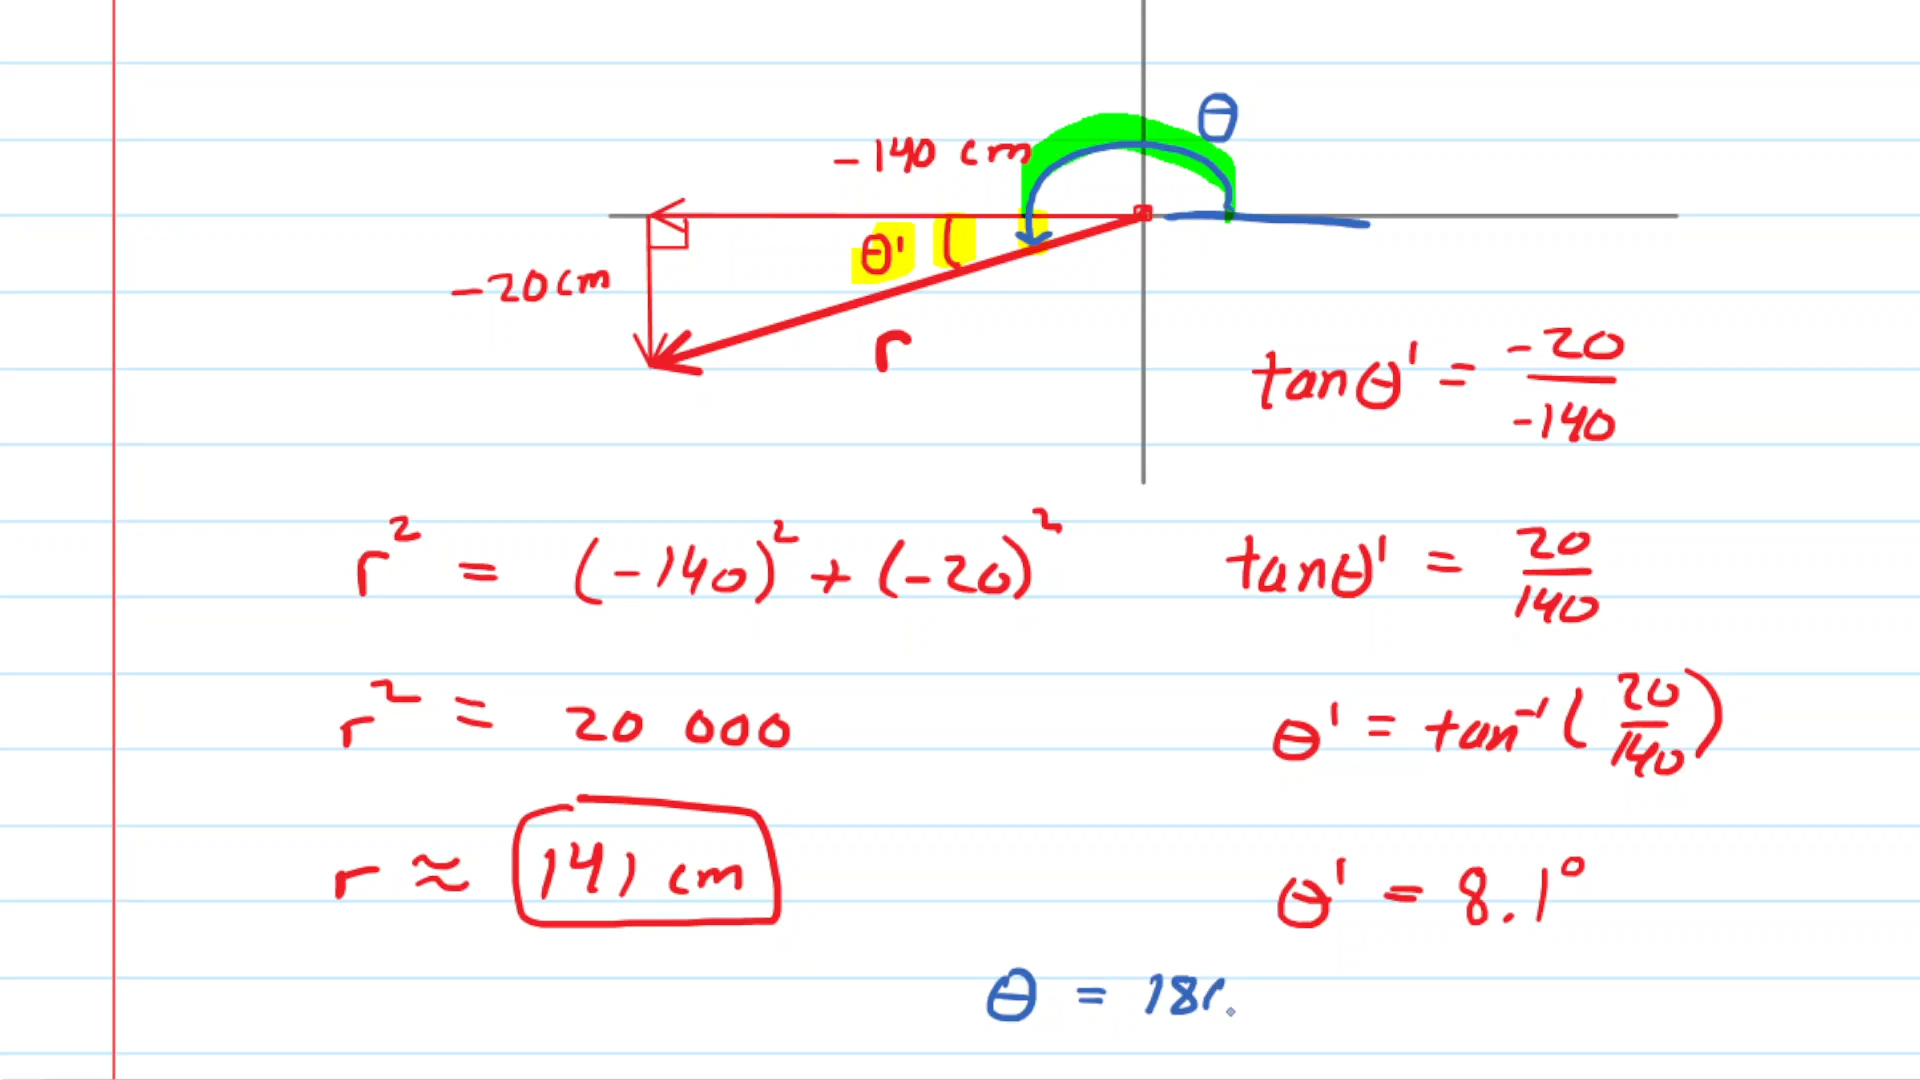 θ
-140 cm
θ'
-20cm
r
tanθ' = -20/-140
r² = (-140)² + (-20)²
tanθ' = 20/140
r² = 20 000
θ' = tan⁻¹(20/140)
r ≈ 141 cm
θ' = 8.1°
θ = 18